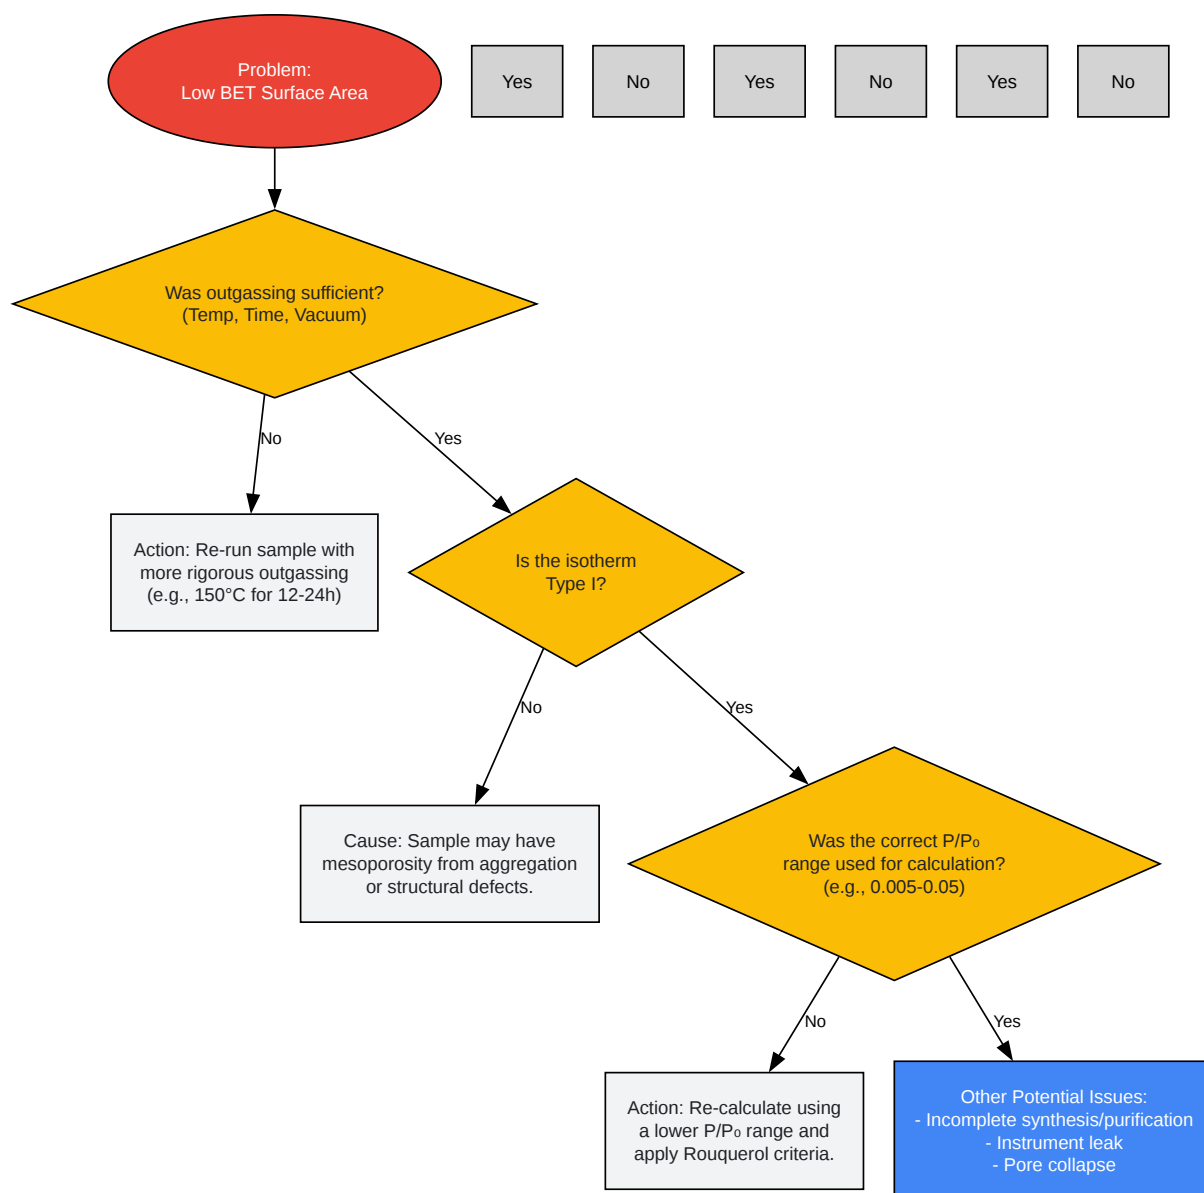 Problem:
Low BET Surface Area
Yes
No
Yes
No
Yes
No
Was outgassing sufficient?
(Temp, Time, Vacuum)
No
Yes
Action: Re-run sample with
more rigorous outgassing
(e.g., 150°C for 12-24h)
Is the isotherm
Type I?
No
Yes
Cause: Sample may have
mesoporosity from aggregation
or structural defects.
Was the correct P/P₀
range used for calculation?
(e.g., 0.005-0.05)
No
Yes
Action: Re-calculate using
a lower P/P₀ range and
apply Rouquerol criteria.
Other Potential Issues:
- Incomplete synthesis/purification
- Instrument leak
- Pore collapse